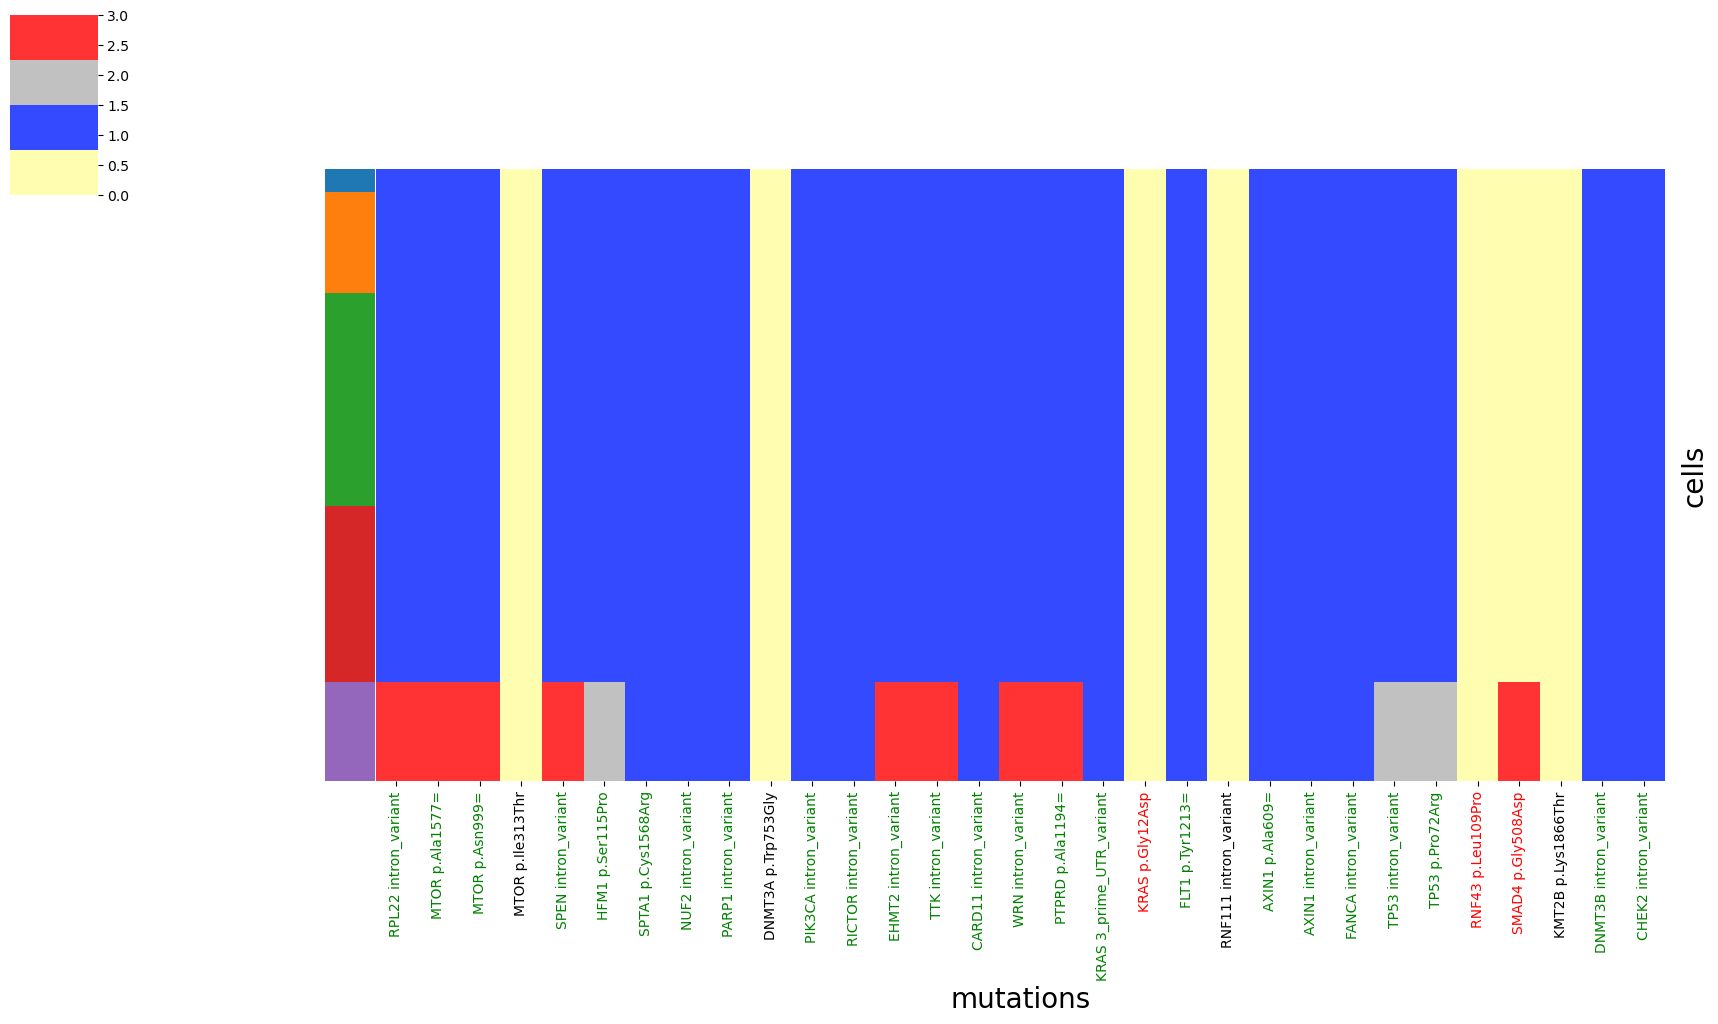 3.0
2.5
2.0
1.5
1.0
0.5
0.0
cells
RPL22 intron_variant
MTOR p.Ala1577=
MTOR p.Asn999=
MTOR p.Ile313Thr
SPEN intron_variant
HFM1 p.Ser115Pro
SPTA1 p.Cys1568Arg
NUF2 intron_variant
PARP1 intron_variant
DNMT3A p.Trp753Gly
PIK3CA intron_variant
RICTOR intron_variant
EHMT2 intron_variant
TTK intron_variant
CARD11 intron_variant
WRN intron_variant
PTPRD p.Ala1194=
KRAS 3_prime_UTR_variant
KRAS p.Gly12Asp
FLT1 p.Tyr1213=
RNF111 intron_variant
AXIN1 p.Ala609=
AXIN1 intron_variant
FANCA intron_variant
TP53 intron_variant
TP53 p.Pro72Arg
RNF43 p.Leu109Pro
SMAD4 p.Gly508Asp
KMT2B p.Lys1866Thr
DNMT3B intron_variant
CHEK2 intron_variant
mutations